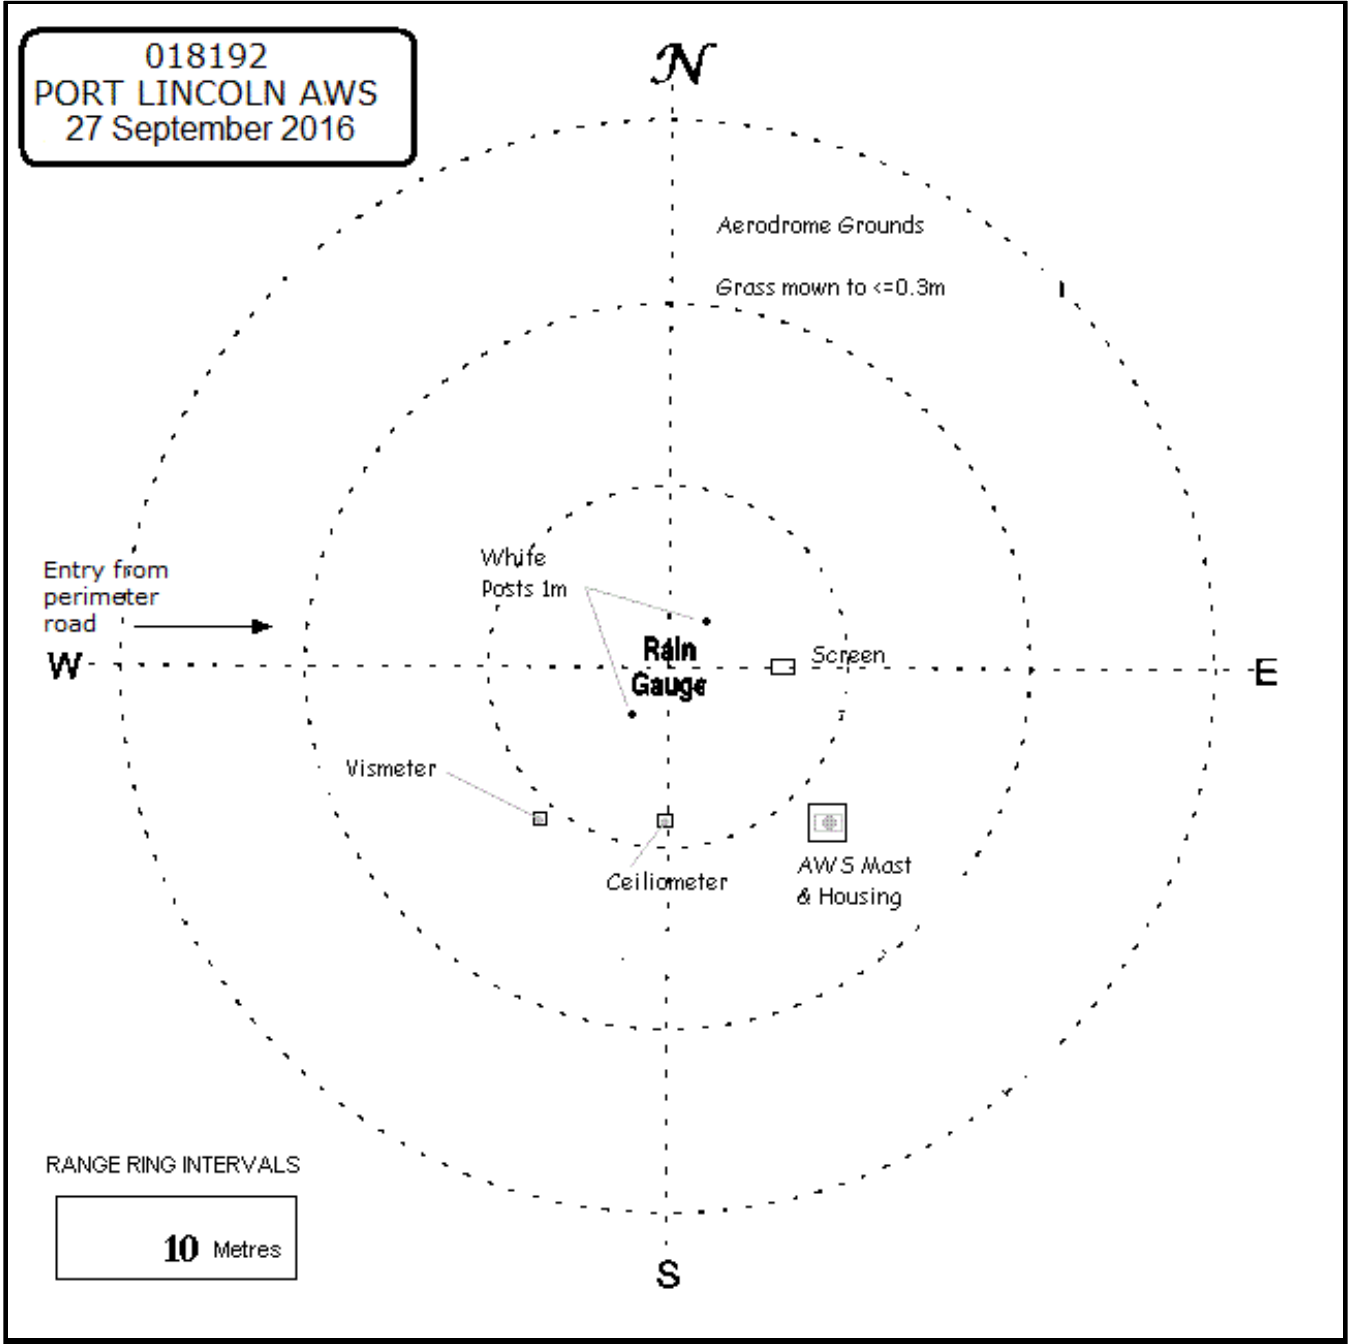 018192
PORT LINCOLN AWS
27 September 2016
N
Aerodrome Grounds
Grass mown to <=0.3m
White
Posts 1m
Entry from
perimeter
road
Rain
Gauge
W
Screen
E
Vismeter
Ceiliometer
AWS Mast
& Housing
RANGE RING INTERVALS
10 Metres
S